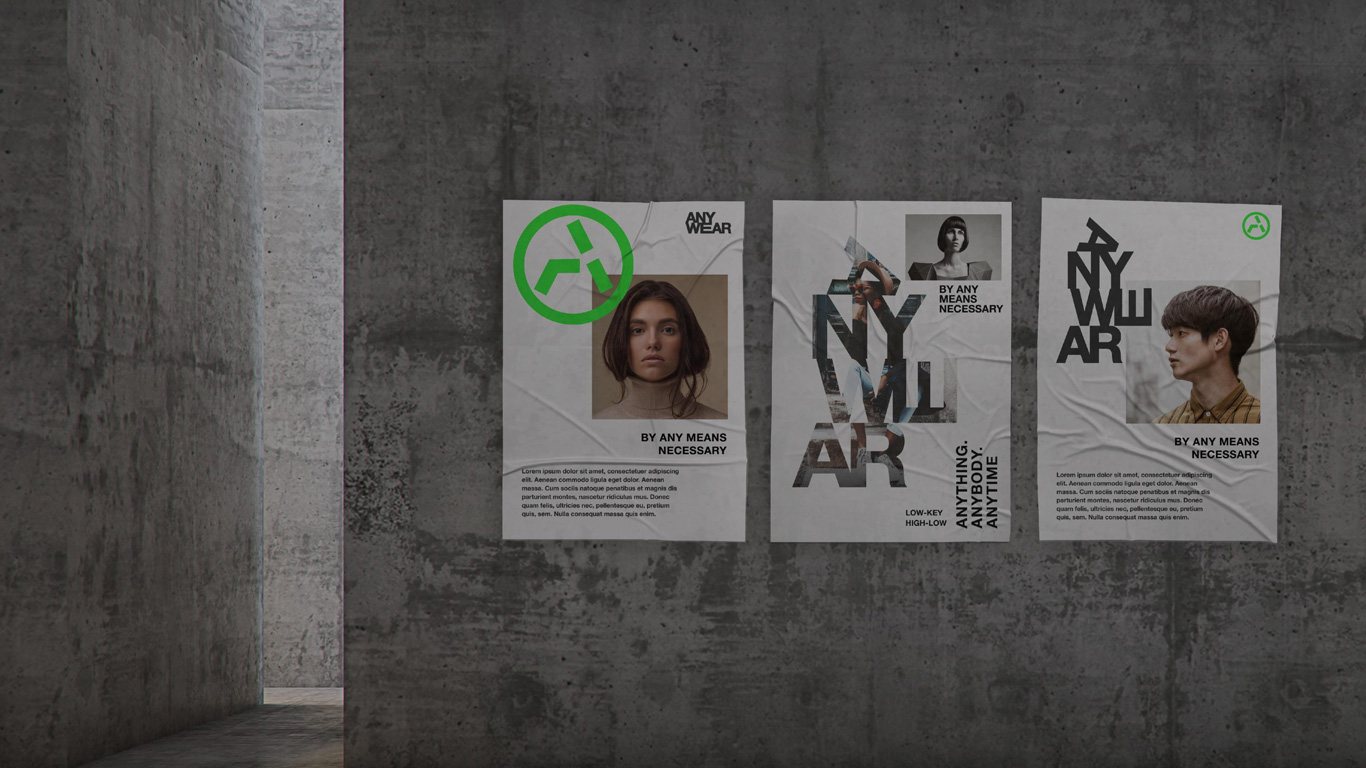 ANY
WEAR
BY ANY MEANS
NECESSARY
Lorem ipsum dolor sit amet, consectetuer adipiscing
elit. Aenean commodo ligula eget dolor. Aenean
massa. Cum sociis natoque penatibus et magnis dis
parturient montes, nascetur ridiculus mus. Donec
quam felis, ultricies nec, pellentesque eu, pretium
quis, sem. Nulla consequat massa quis enim.
BY ANY
MEANS
NECESSARY
A
NY
WE
AR
LOW-KEY
HIGH-LOW
ANYTHING.
ANYBODY.
ANYTIME
A
NY
WE
AR
BY ANY MEANS
NECESSARY
Lorem ipsum dolor sit amet, consectetuer adipiscing
elit. Aenean commodo ligula eget dolor. Aenean
massa. Cum sociis natoque penatibus et magnis dis
parturient montes, nascetur ridiculus mus. Donec
quam felis, ultricies nec, pellentesque eu, pretium
quis, sem. Nulla consequat massa quis enim.